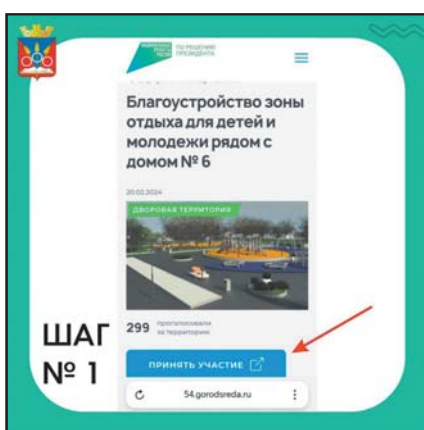 ПО РЕШЕНИЮ
ПРЕЗИДЕНТА
Благоустройство зоны
отдыха для детей и
молодежи рядом с
домом № 6
20.02.2024
ДВОРОВАЯ ТЕРРИТОРИЯ
299 проголосовали
за территорию
ШАГ
№ 1
ПРИНЯТЬ УЧАСТИЕ
54.gorodsreda.ru